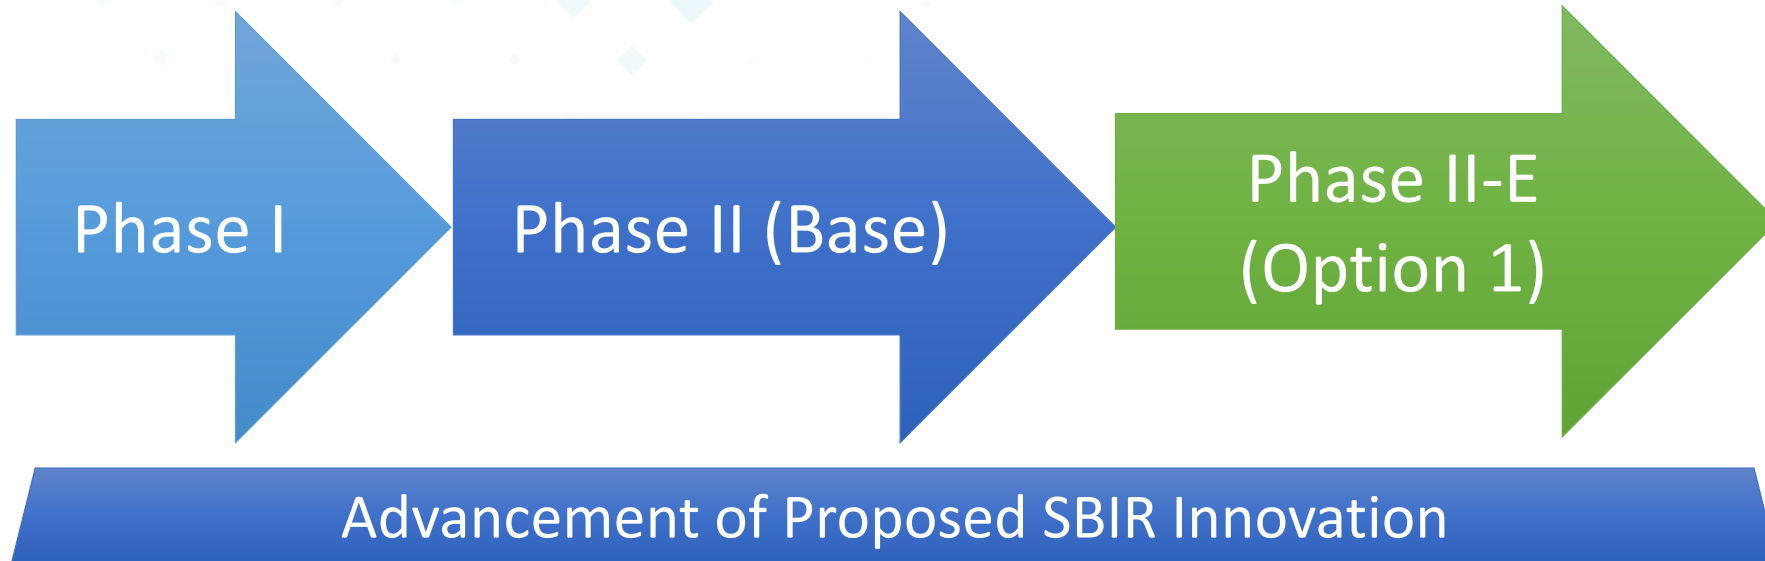 Phase I
Phase II (Base)
Phase II-E
(Option 1)
Advancement of Proposed SBIR Innovation